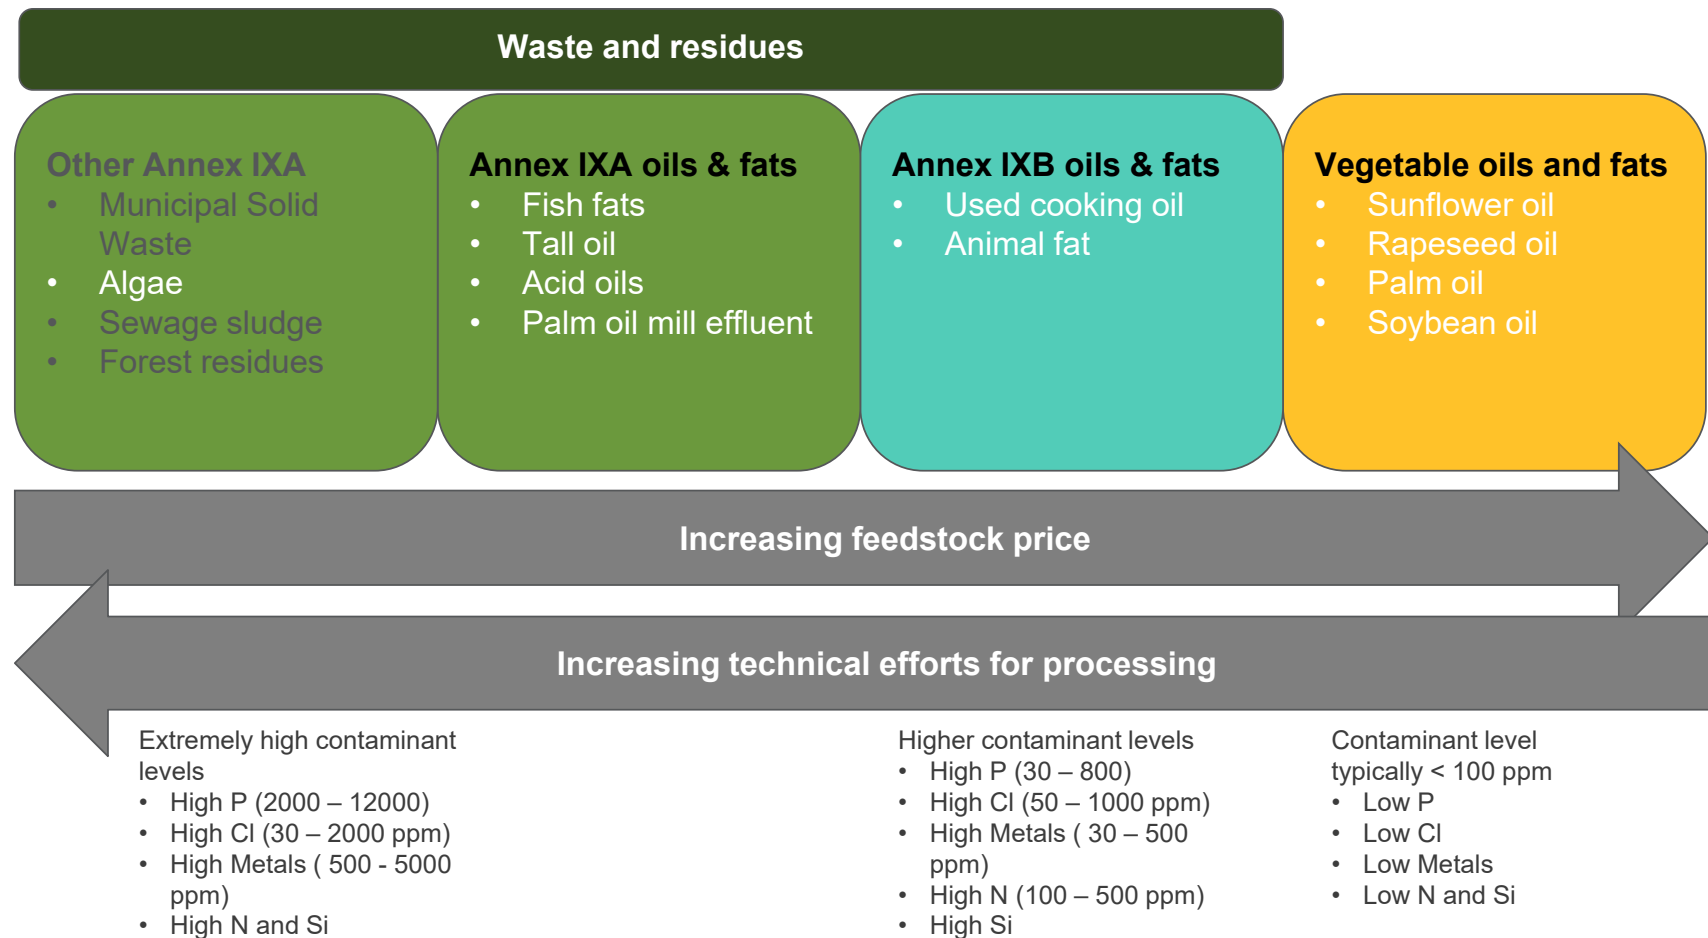 Waste and residues
Other Annex IXA
• Municipal Solid
Waste
• Algae
• Sewage sludge
• Forest residues
Annex IXA oils & fats
• Fish fats
• Tall oil
• Acid oils
• Palm oil mill effluent
Annex IXB oils & fats
• Used cooking oil
• Animal fat
Vegetable oils and fats
• Sunflower oil
• Rapeseed oil
• Palm oil
• Soybean oil
Increasing feedstock price
Increasing technical efforts for processing
Extremely high contaminant
levels
• High P (2000 – 12000)
• High Cl (30 – 2000 ppm)
• High Metals ( 500 - 5000
ppm)
• High N and Si
Higher contaminant levels
• High P (30 – 800)
• High Cl (50 – 1000 ppm)
• High Metals ( 30 – 500
ppm)
• High N (100 – 500 ppm)
• High Si
Contaminant level
typically < 100 ppm
• Low P
• Low Cl
• Low Metals
• Low N and Si